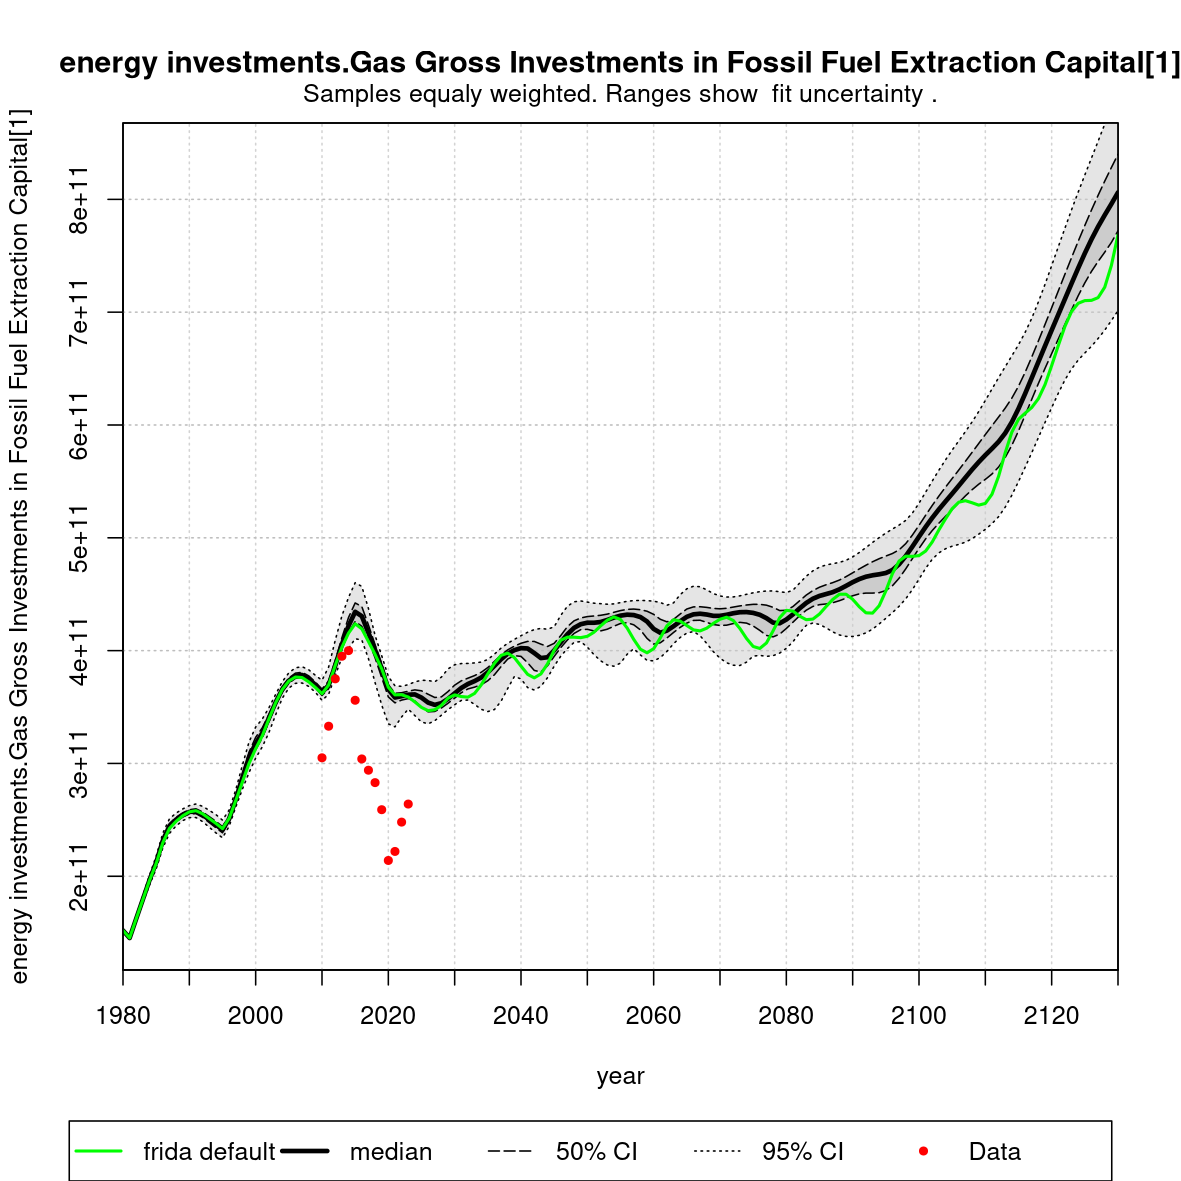 energy investments.Gas Gross Investments in Fossil Fuel Extraction Capital[1]
Samples equaly weighted. Ranges show  fit uncertainty .
energy investments.Gas Gross Investments in Fossil Fuel Extraction Capital[1]
8e+11
7e+11
6e+11
5e+11
4e+11
3e+11
2e+11
1980 2000 2020 2040 2060 2080 2100 2120
year
frida default median 50% CI 95% CI Data